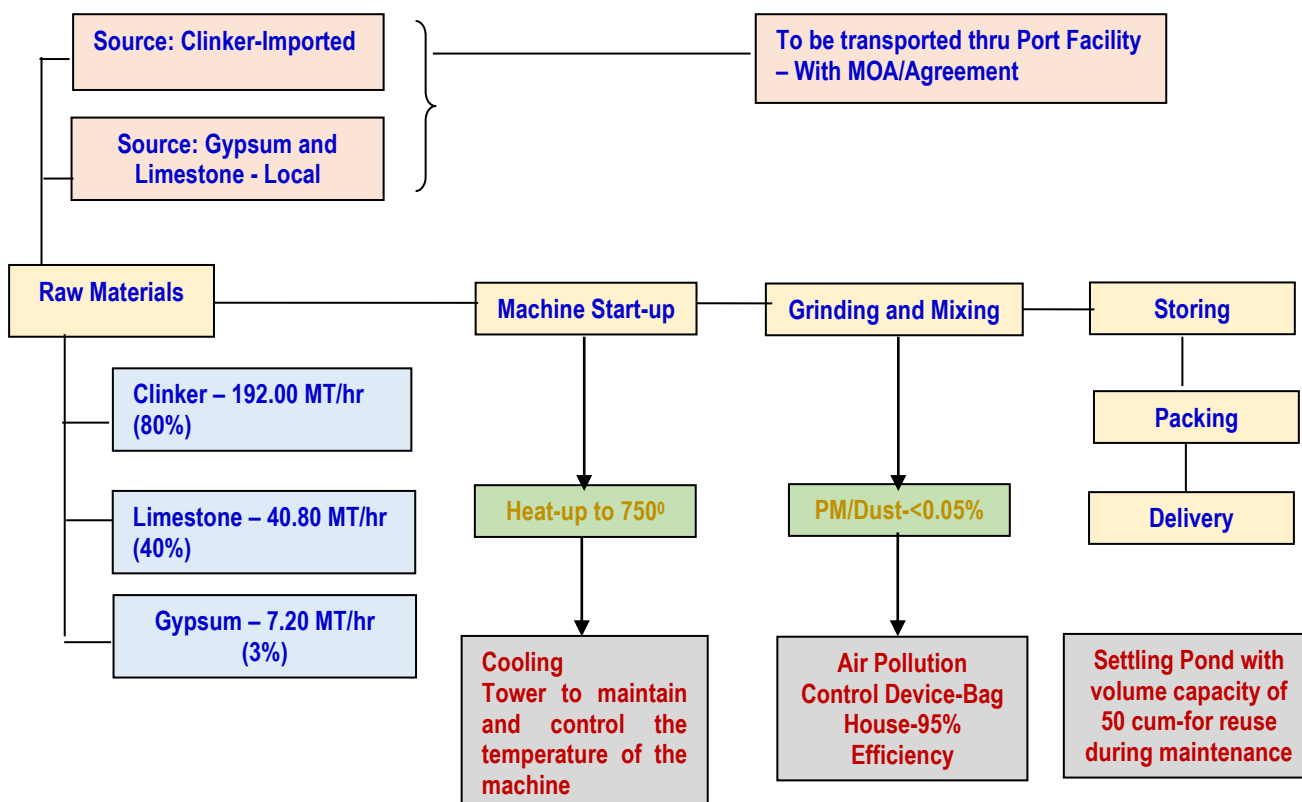 Source: Clinker-Imported
To be transported thru Port Facility
– With MOA/Agreement
Source: Gypsum and
Limestone - Local
Raw Materials
Machine Start-up
Grinding and Mixing
Storing
Clinker – 192.00 MT/hr
(80%)
Packing
Limestone – 40.80 MT/hr
(40%)
Heat-up to 750⁰
PM/Dust-<0.05%
Delivery
Gypsum – 7.20 MT/hr
(3%)
Cooling
Tower to maintain
and control the
temperature of the
machine
Air Pollution
Control Device-Bag
House-95%
Efficiency
Settling Pond with
volume capacity of
50 cum-for reuse
during maintenance